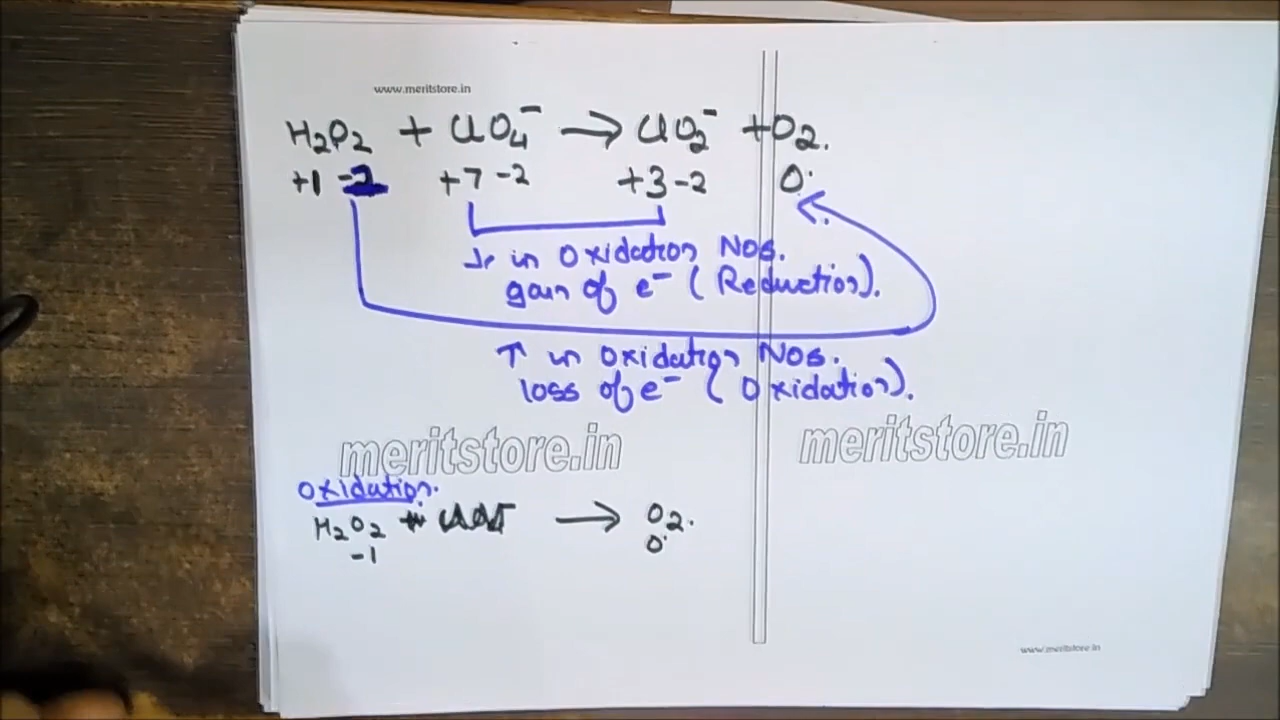 www.meritstore.in
H₂O₂ + ClO₄⁻ → ClO₂⁻ + O₂.
+1 -2 +7 -2 +3 -2 0.
↓ in Oxidation Nos.
gain of e⁻ (Reduction).
↑ in Oxidation Nos.
loss of e⁻ (Oxidation).
meritstore.in meritstore.in
Oxidation.
H₂O₂ → O₂.
-1 0.
www.meritstore.in